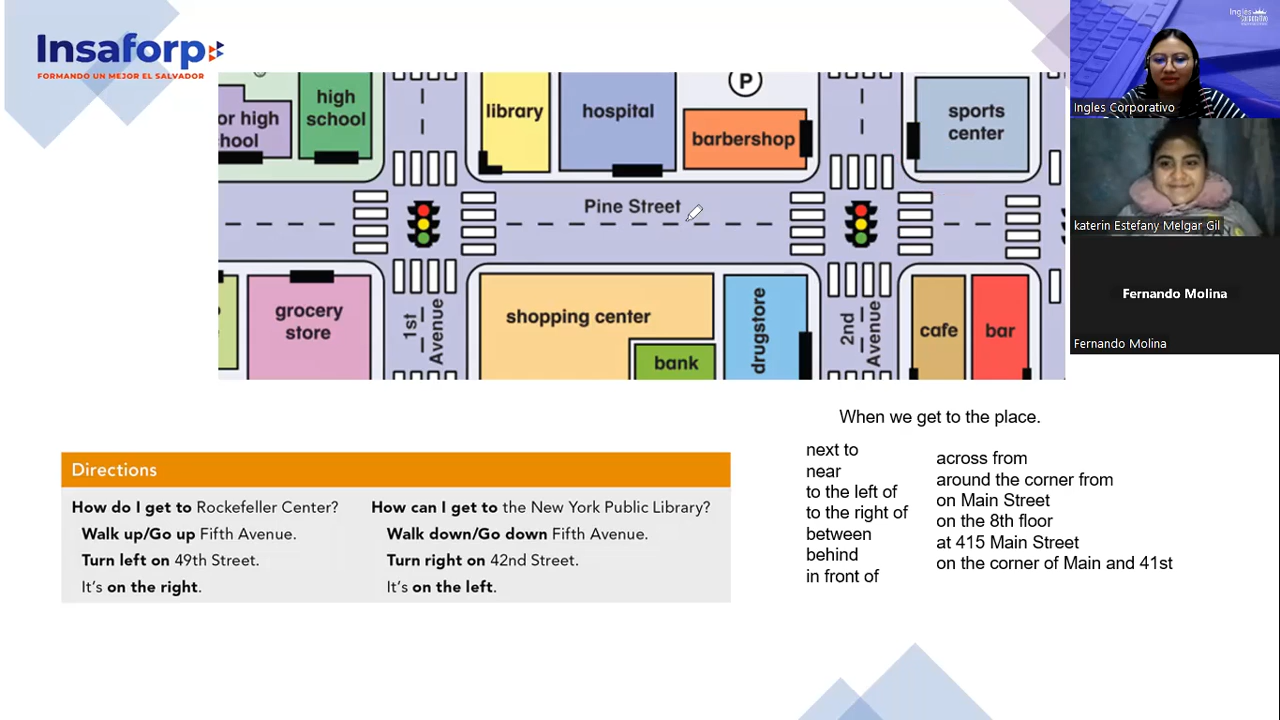 Insaforp
FORMANDO UN MEJOR EL SALVADOR
or high
hool
high
school
library
hospital
P
barbershop
sports
center
Pine Street
grocery
store
1st
Avenue
shopping center
bank
drugstore
2nd
Avenue
cafe
bar
When we get to the place.
next to
near
to the left of
to the right of
between
behind
in front of
across from
around the corner from
on Main Street
on the 8th floor
at 415 Main Street
on the corner of Main and 41st
Directions
How do I get to Rockefeller Center?
Walk up/Go up Fifth Avenue.
Turn left on 49th Street.
It's on the right.
How can I get to the New York Public Library?
Walk down/Go down Fifth Avenue.
Turn right on 42nd Street.
It's on the left.
Ingles Corporativo
katerin Estefany Melgar Gil
Fernando Molina
Fernando Molina